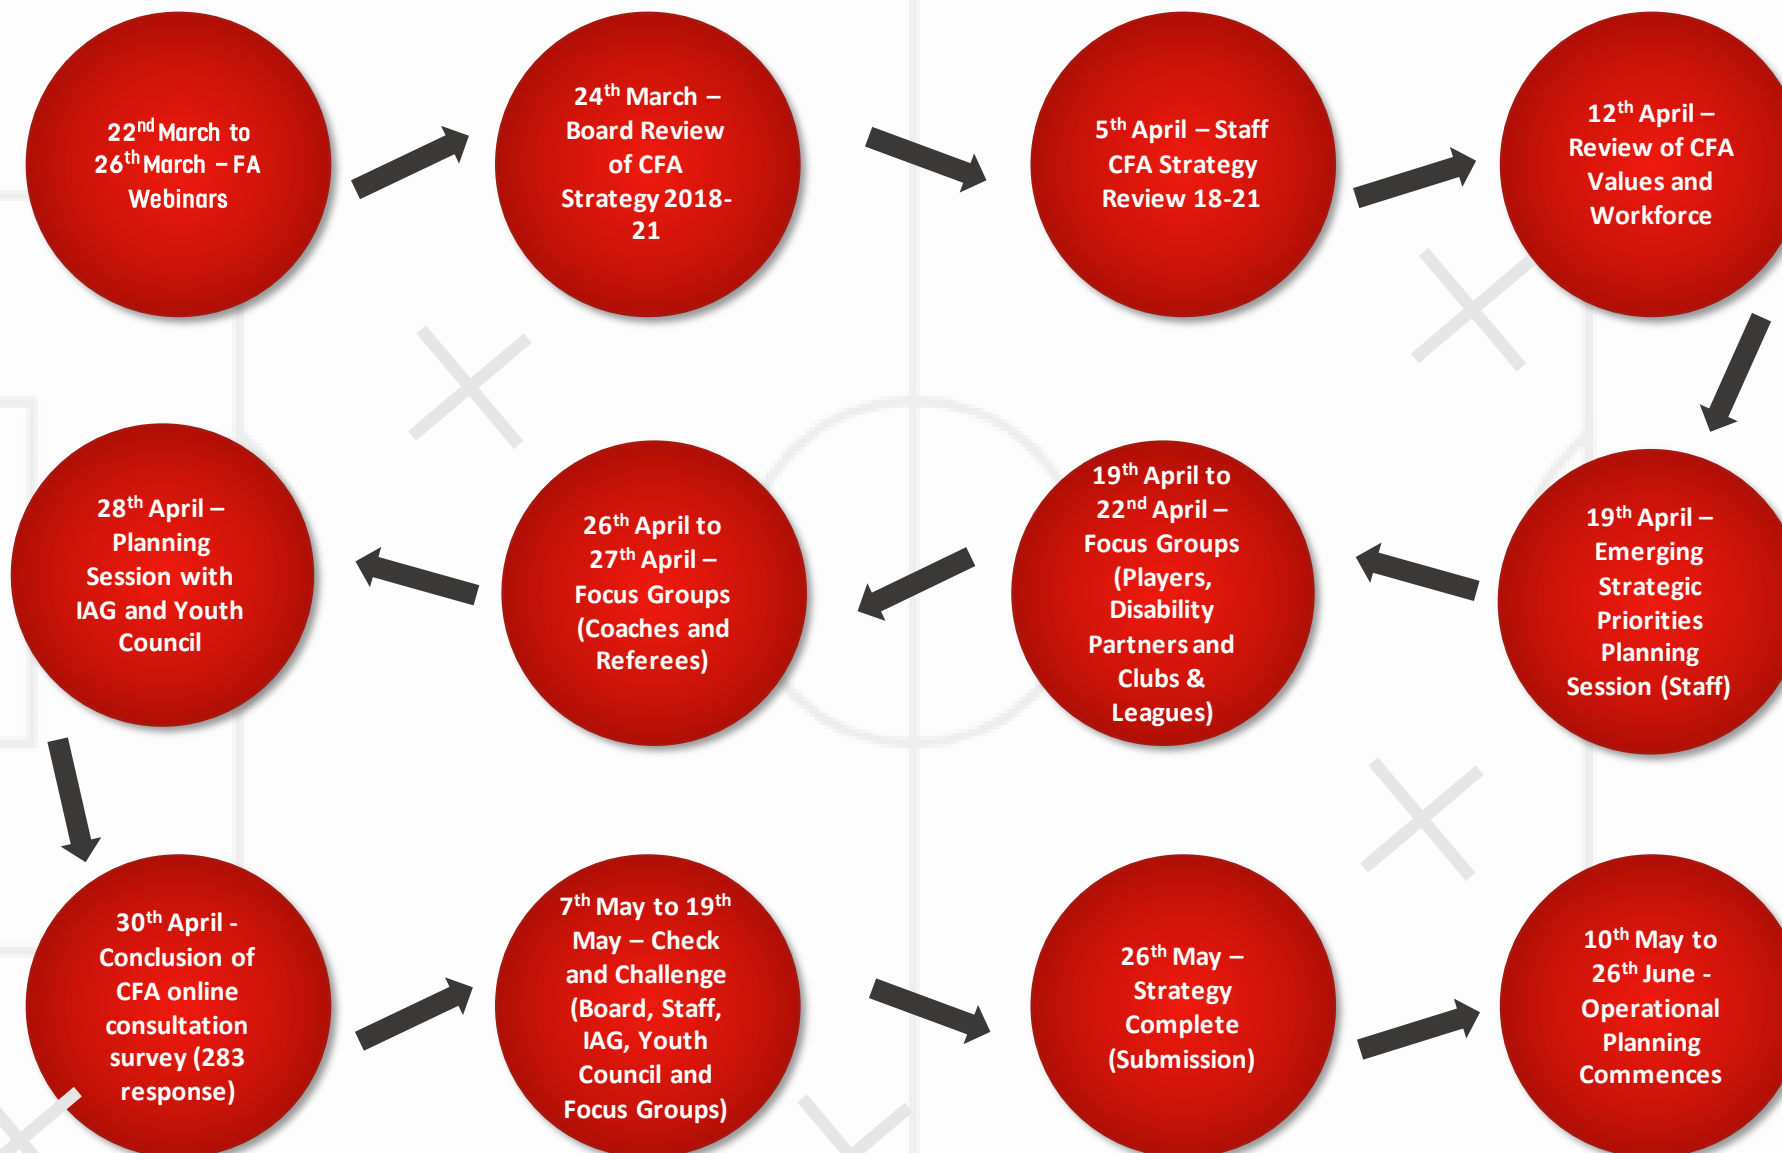 22nd March to
26th March – FA
Webinars
24th March –
Board Review
of CFA
Strategy 2018-
21
5th April – Staff
CFA Strategy
Review 18-21
12th April –
Review of CFA
Values and
Workforce
19th April –
Emerging
Strategic
Priorities
Planning
Session (Staff)
19th April to
22nd April –
Focus Groups
(Players,
Disability
Partners and
Clubs &
Leagues)
26th April to
27th April –
Focus Groups
(Coaches and
Referees)
28th April –
Planning
Session with
IAG and Youth
Council
30th April -
Conclusion of
CFA online
consultation
survey (283
response)
7th May to 19th
May – Check
and Challenge
(Board, Staff,
IAG, Youth
Council and
Focus Groups)
26th May –
Strategy
Complete
(Submission)
10th May to
26th June -
Operational
Planning
Commences